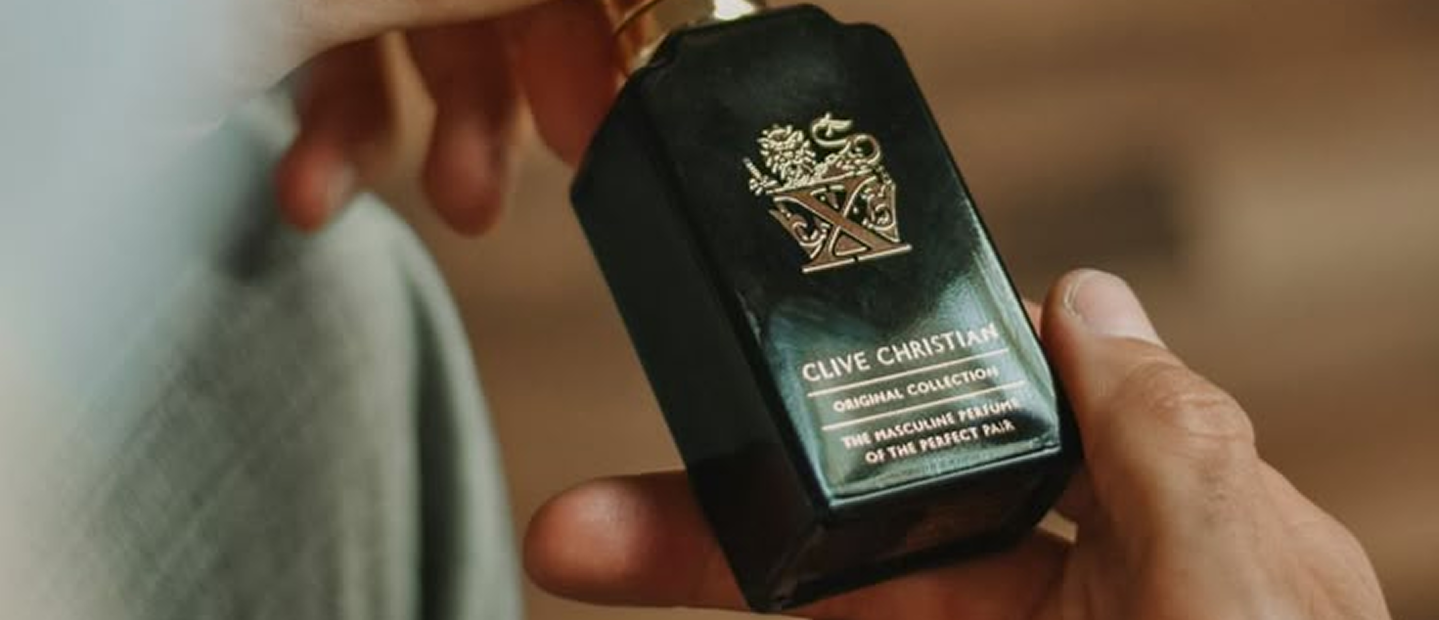 X
CLIVE CHRISTIAN
ORIGINAL COLLECTION
THE MASCULINE PERFUME
OF THE PERFECT PAIR